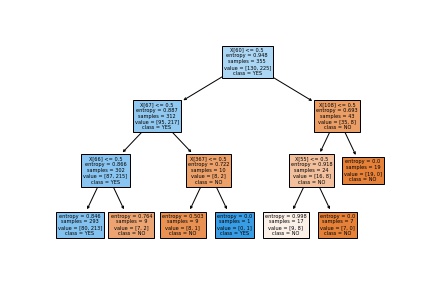 X[60] <= 0.5
entropy = 0.948
samples = 355
value = [130, 225]
class = YES
X[67] <= 0.5
entropy = 0.887
samples = 312
value = [95, 217]
class = YES
X[108] <= 0.5
entropy = 0.693
samples = 43
value = [35, 8]
class = NO
X[66] <= 0.5
entropy = 0.866
samples = 302
value = [87, 215]
class = YES
X[367] <= 0.5
entropy = 0.722
samples = 10
value = [8, 2]
class = NO
X[55] <= 0.5
entropy = 0.918
samples = 24
value = [16, 8]
class = NO
entropy = 0.0
samples = 19
value = [19, 0]
class = NO
entropy = 0.846
samples = 293
value = [80, 213]
class = YES
entropy = 0.764
samples = 9
value = [7, 2]
class = NO
entropy = 0.503
samples = 9
value = [8, 1]
class = NO
entropy = 0.0
samples = 1
value = [0, 1]
class = YES
entropy = 0.998
samples = 17
value = [9, 8]
class = NO
entropy = 0.0
samples = 7
value = [7, 0]
class = NO